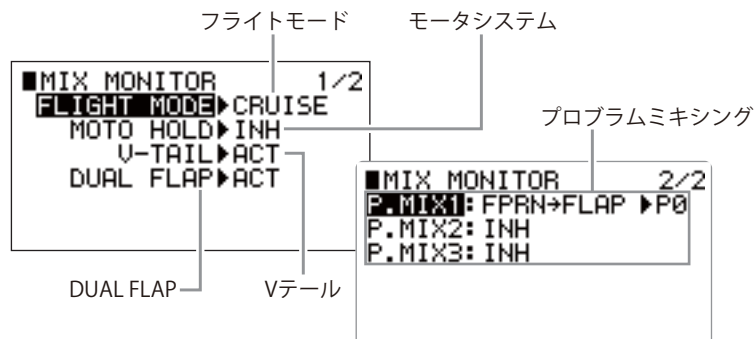 フライトモード
モータシステム
■MIX MONITOR 1/2
FLIGHT MODE▶CRUISE
MOTO HOLD▶INH
V-TAIL▶ACT
DUAL FLAP▶ACT
プロブラムミキシング
■MIX MONITOR 2/2
P.MIX1:FPRN→FLAP ▶P0
P.MIX2:INH
P.MIX3:INH
DUAL FLAP
Vテール